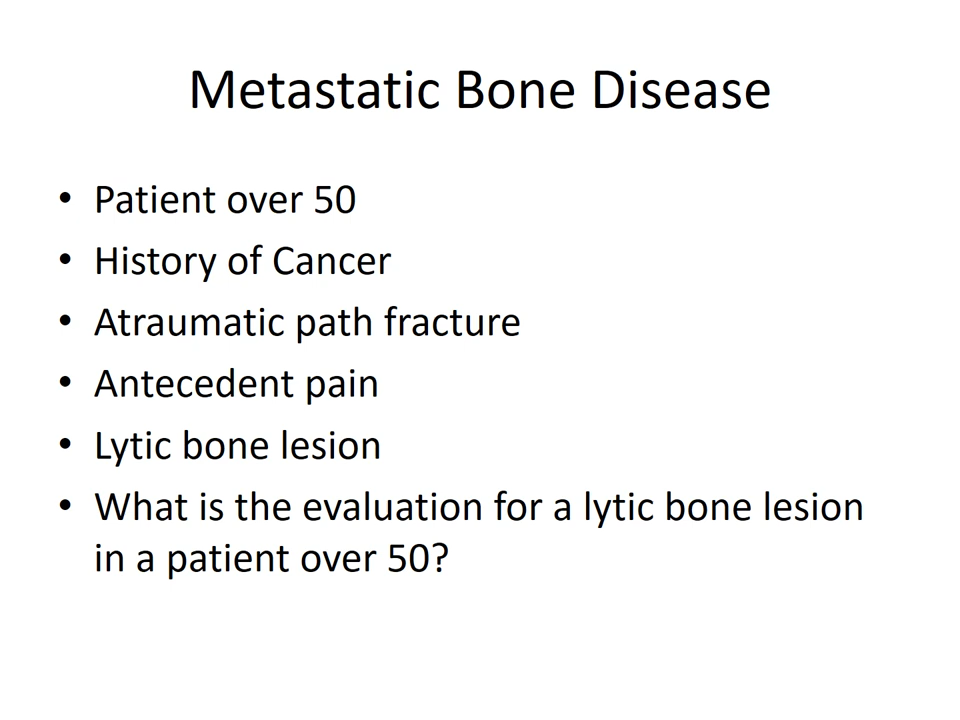 Metastatic Bone Disease
• Patient over 50
• History of Cancer
• Atraumatic path fracture
• Antecedent pain
• Lytic bone lesion
• What is the evaluation for a lytic bone lesion
in a patient over 50?